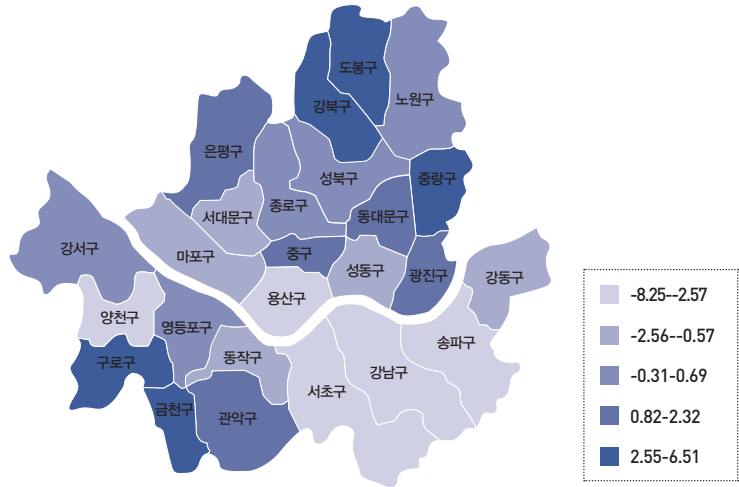 도봉구
노원구
강북구
은평구
성북구
중랑구
종로구
서대문구
동대문구
강서구
마포구
중구
성동구
광진구
강동구
용산구
양천구
영등포구
송파구
동작구
구로구
강남구
서초구
금천구
관악구
-8.25--2.57
-2.56--0.57
-0.31-0.69
0.82-2.32
2.55-6.51